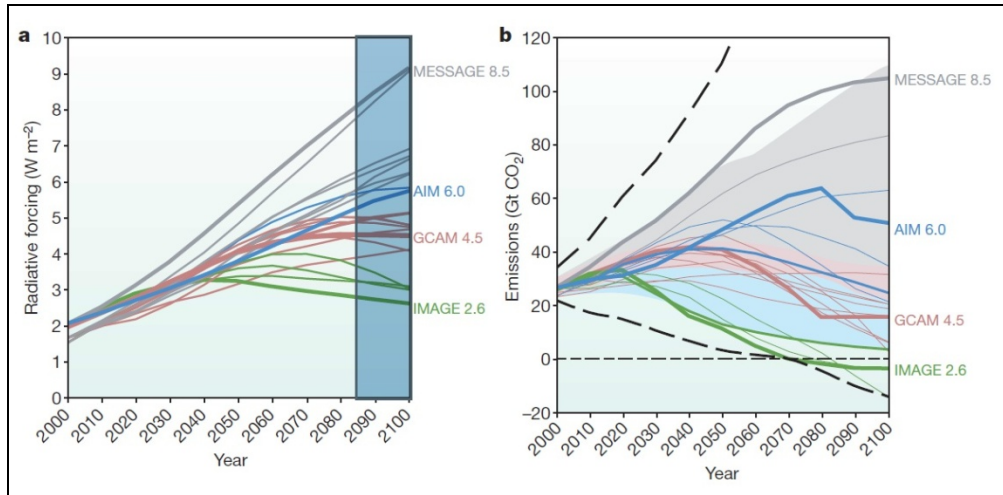 a
Radiative forcing (W m⁻²)
10
9
8
7
6
5
4
3
2
1
0
MESSAGE 8.5
AIM 6.0
GCAM 4.5
IMAGE 2.6
2000
2010
2020
2030
2040
2050
2060
2070
2080
2090
2100
Year
b
Emissions (Gt CO₂)
120
100
80
60
40
20
0
–20
MESSAGE 8.5
AIM 6.0
GCAM 4.5
IMAGE 2.6
2000
2010
2020
2030
2040
2050
2060
2070
2080
2090
2100
Year